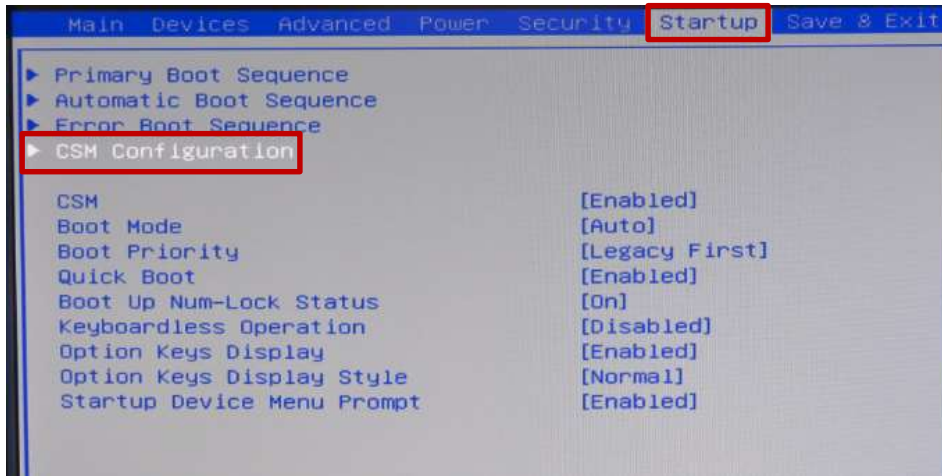 Main Devices Advanced Power Security Startup Save & Exit
Primary Boot Sequence
Automatic Boot Sequence
Error Boot Sequence
CSM Configuration
CSM [Enabled]
Boot Mode [Auto]
Boot Priority [Legacy First]
Quick Boot [Enabled]
Boot Up Num-Lock Status [On]
Keyboardless Operation [Disabled]
Option Keys Display [Enabled]
Option Keys Display Style [Normal]
Startup Device Menu Prompt [Enabled]